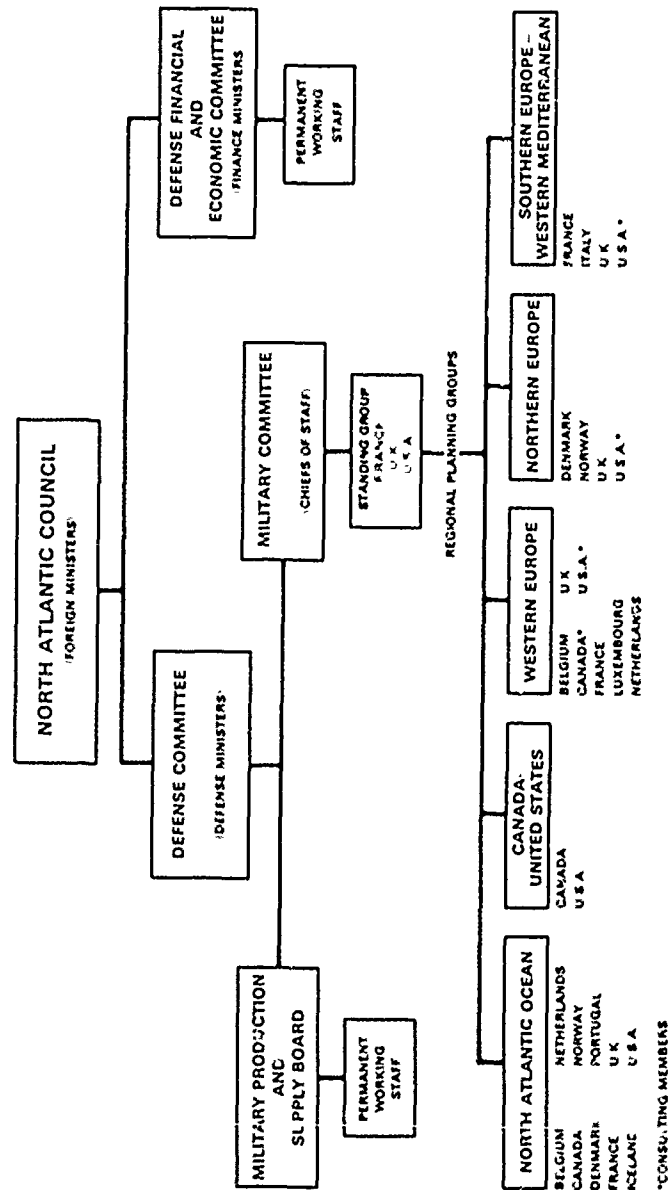 NORTH ATLANTIC COUNCIL
(FOREIGN MINISTERS)
DEFENSE COMMITTEE
(DEFENSE MINISTERS)
DEFENSE FINANCIAL
AND
ECONOMIC COMMITTEE
(FINANCE MINISTERS)
PERMANENT
WORKING
STAFF
MILITARY PRODUCTION
AND
SUPPLY BOARD
PERMANENT
WORKING
STAFF
MILITARY COMMITTEE
(CHIEFS OF STAFF)
STANDING GROUP
FRANCE
U K
U S A
REGIONAL PLANNING GROUPS
NORTH ATLANTIC OCEAN
BELGIUM NETHERLANDS
CANADA NORWAY
DENMARK PORTUGAL
FRANCE U K
ICELAND U S A
CANADA-
UNITED STATES
CANADA
U S A
WESTERN EUROPE
BELGIUM U K
CANADA* U S A*
FRANCE
LUXEMBOURG
NETHERLANDS
NORTHERN EUROPE
DENMARK
NORWAY
U K
U S A*
SOUTHERN EUROPE–
WESTERN MEDITERRANEAN
FRANCE
ITALY
U K
U S A*
*CONSULTING MEMBERS